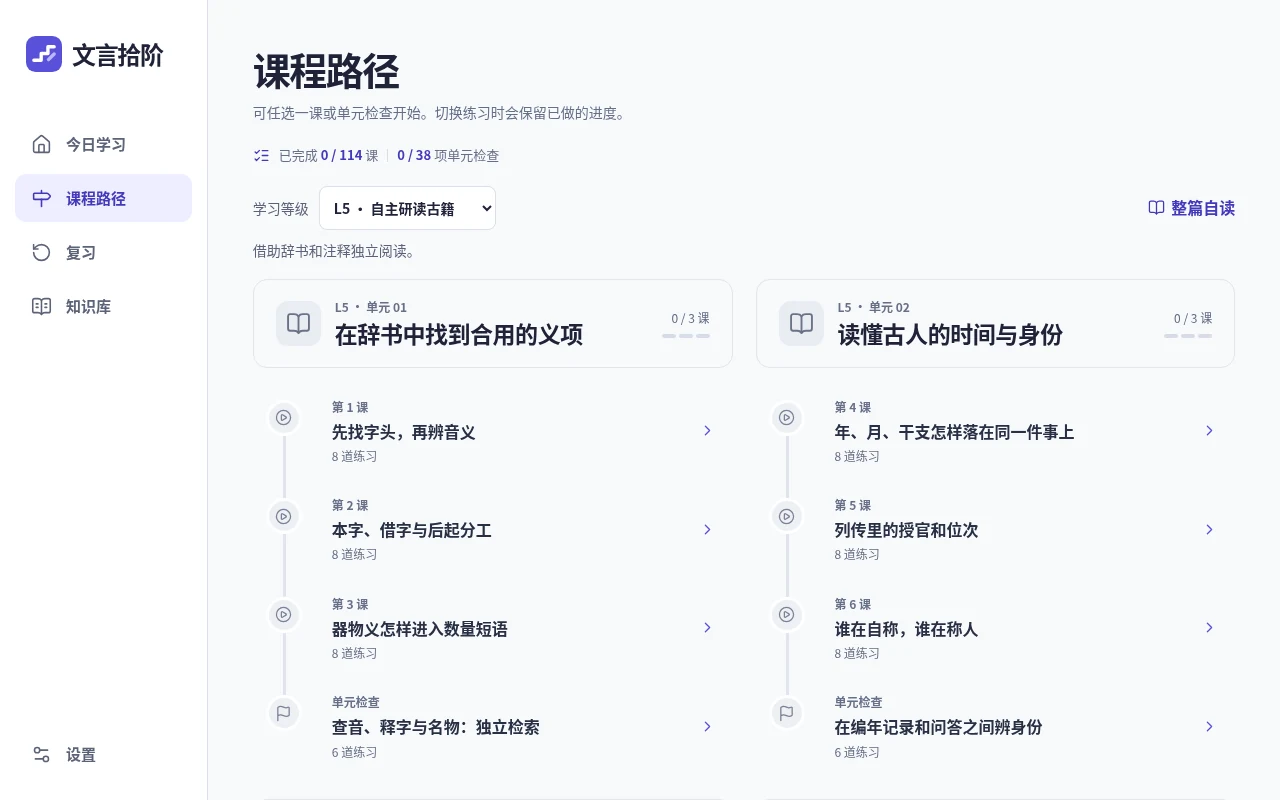 文言拾阶
今日学习
课程路径
复习
知识库
设置
课程路径
可任选一课或单元检查开始。切换练习时会保留已做的进度。
已完成 0 / 114 课 0 / 38 项单元检查
学习等级 L5 · 自主研读古籍
整篇自读
借助辞书和注释独立阅读。
L5 · 单元 01
在辞书中找到合用的义项
0 / 3 课
第 1 课
先找字头，再辨音义
8 道练习
第 2 课
本字、借字与后起分工
8 道练习
第 3 课
器物义怎样进入数量短语
8 道练习
单元检查
查音、释字与名物：独立检索
6 道练习
L5 · 单元 02
读懂古人的时间与身份
0 / 3 课
第 4 课
年、月、干支怎样落在同一件事上
8 道练习
第 5 课
列传里的授官和位次
8 道练习
第 6 课
谁在自称，谁在称人
8 道练习
单元检查
在编年记录和问答之间辨身份
6 道练习